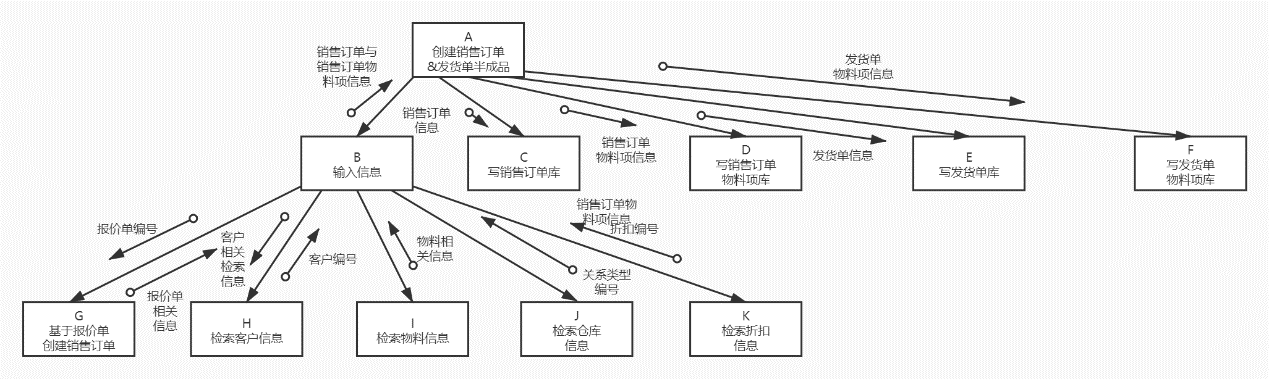 A
创建销售订单
&发货单半成品
销售订单与
销售订单物
料项信息
发货单
物料项信息
销售订单
信息
销售订单
物料项信息
发货单信息
B
输入信息
C
写销售订单库
D
写销售订单
物料项库
E
写发货单库
F
写发货单
物料项库
报价单编号
客户
相关
检索
信息
客户编号
物料相
关信息
销售订单物
料项信息
折扣编号
关系类型
编号
报价单
相关
信息
G
基于报价单
创建销售订单
H
检索客户信息
I
检索物料信息
J
检索仓库
信息
K
检索折扣
信息